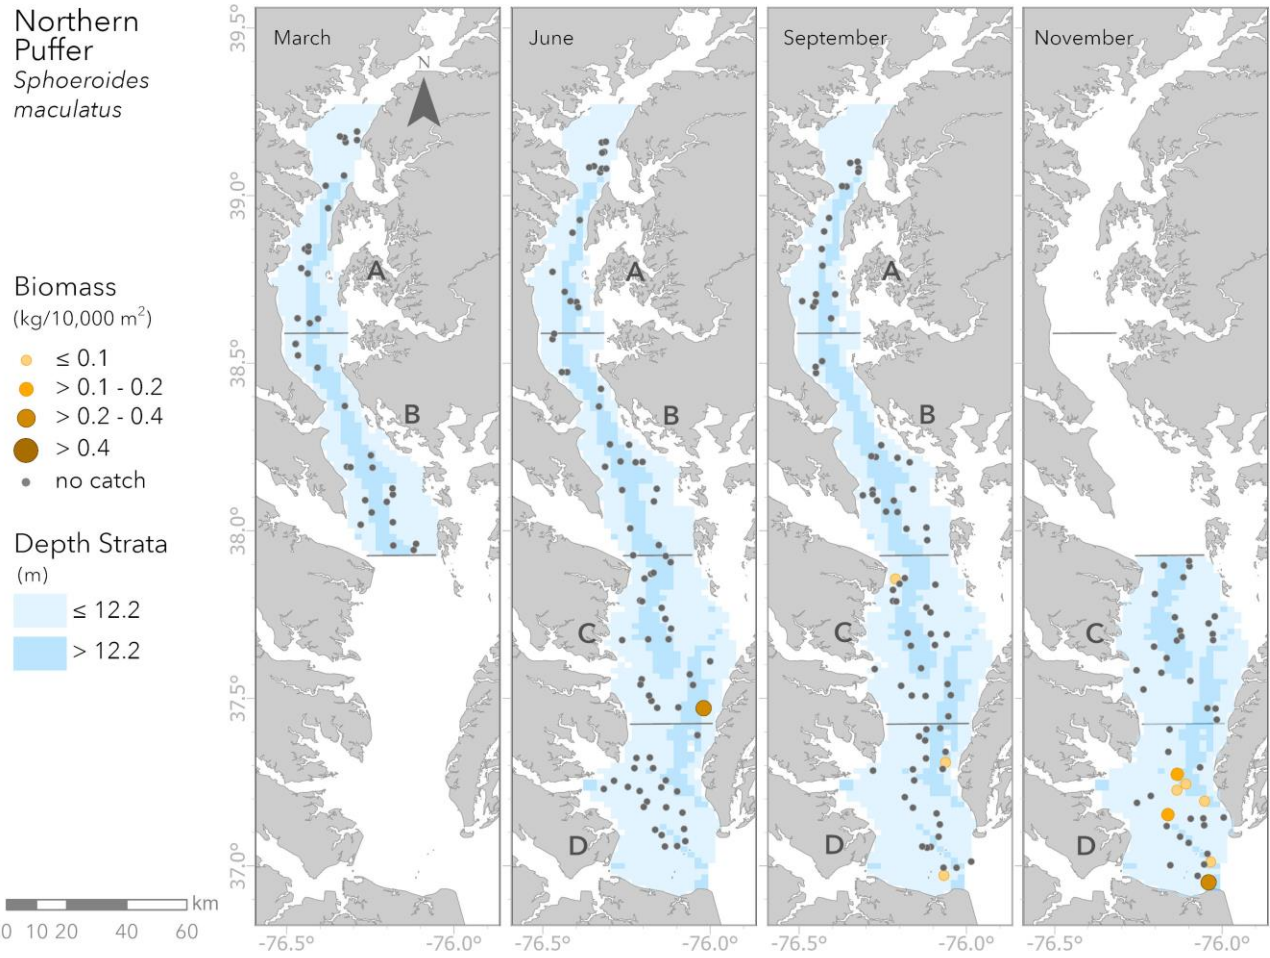 Northern
Puffer
Sphoeroides
maculatus
Biomass
(kg/10,000 m²)
≤ 0.1
> 0.1 - 0.2
> 0.2 - 0.4
> 0.4
no catch
Depth Strata
(m)
≤ 12.2
> 12.2
km
0 10 20 40 60
39.5°
39.0°
38.5°
38.0°
37.5°
37.0°
March
N
A
B
-76.5° -76.0°
June
A
B
C
D
-76.5° -76.0°
September
A
B
C
D
-76.5° -76.0°
November
C
D
-76.5° -76.0°